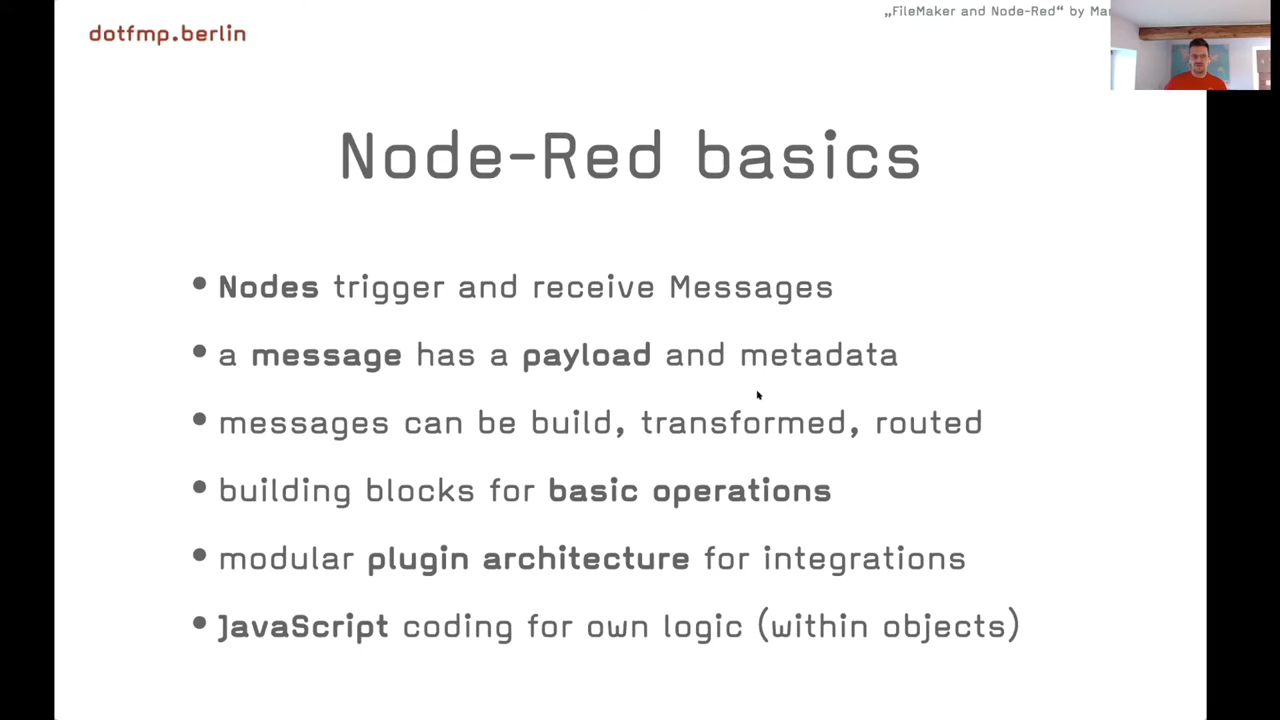 „FileMaker and Node-Red“ by
dotfmp.berlin
Node-Red basics
• Nodes trigger and receive Messages
• a message has a payload and metadata
• messages can be build, transformed, routed
• building blocks for basic operations
• modular plugin architecture for integrations
• JavaScript coding for own logic (within objects)